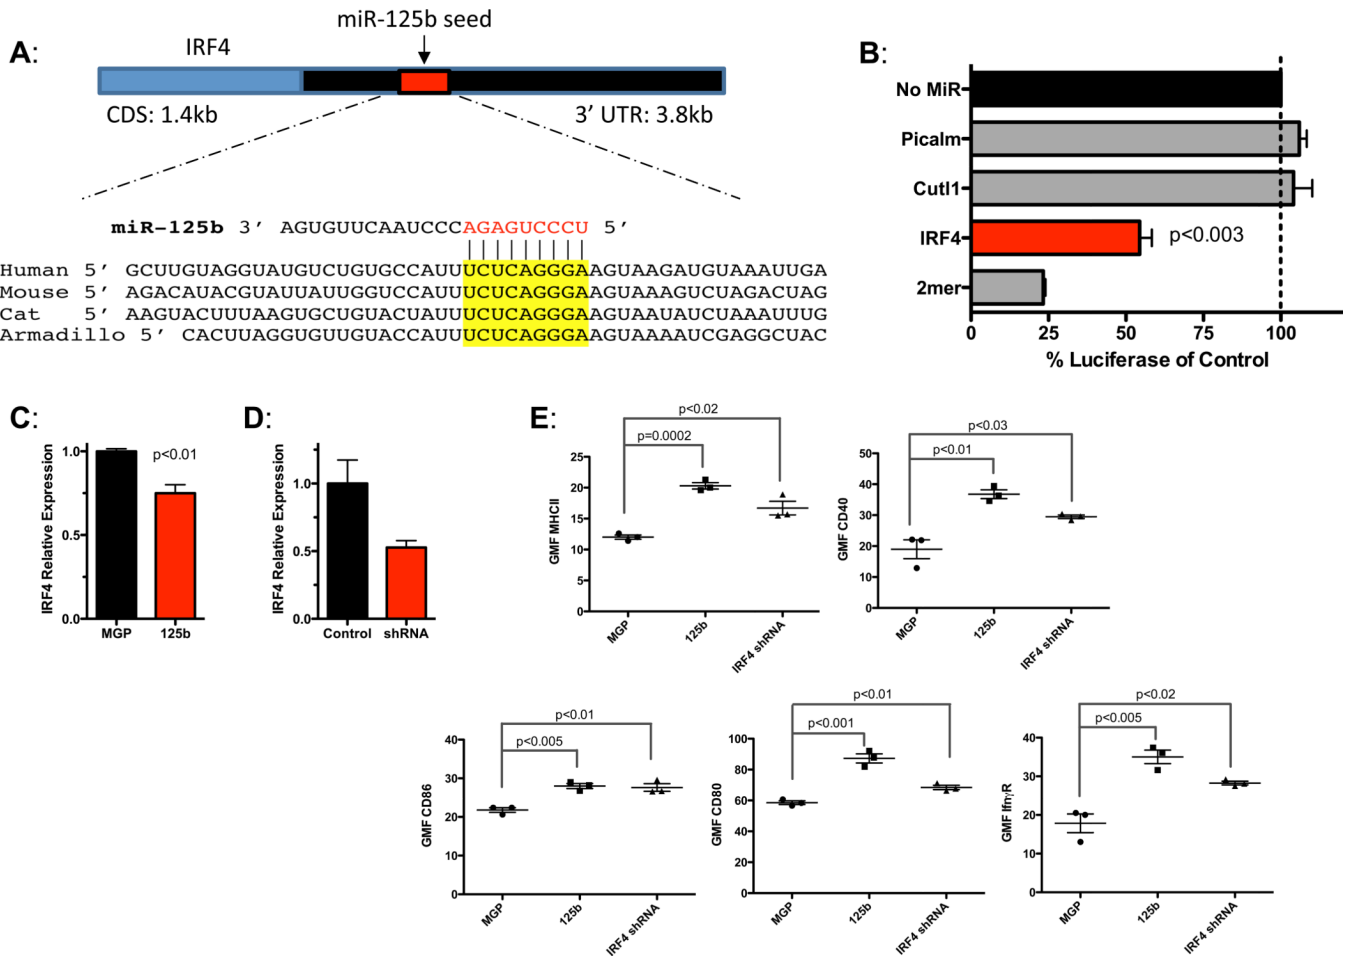 A:
miR-125b seed
IRF4
CDS: 1.4kb
3’ UTR: 3.8kb
miR-125b 3’ AGUGUUCAAUCCCAGAGUCCCU 5’
Human 5’ GCUUGUAGGUAUGUCUGUGCCAUUUCUCAGGGAAGUAAGAUGUAAAUUGA
Mouse 5’ AGACAUACGUAUUAUUGGUCCAUUUCUCAGGGAAGUAAAGUCUAGACUAG
Cat 5’ AAGUACUUUAAGUGCUGUACUAUUUCUCAGGGAAGUAAUAUCUAAAUUUG
Armadillo 5’ CACUUAGGUGUUGUACCAUUUCUCAGGGAAGUAAAAUCGAGGCUAC
B:
No MiR
Picalm
Cutl1
IRF4
2mer
p<0.003
0 25 50 75 100
% Luciferase of Control
C:
IRF4 Relative Expression
1.0
0.5
0.0
p<0.01
MGP 125b
D:
IRF4 Relative Expression
1.0
0.5
0.0
Control shRNA
E:
p<0.02
p=0.0002
GMF MHCII
25
20
15
10
5
0
MGP
125b
IRF4 shRNA
p<0.03
p<0.01
GMF CD40
50
40
30
20
10
0
MGP
125b
IRF4 shRNA
p<0.01
p<0.005
GMF CD86
40
30
20
10
0
MGP
125b
IRF4 shRNA
p<0.01
p<0.001
GMF CD80
100
80
60
40
20
0
MGP
125b
IRF4 shRNA
p<0.02
p<0.005
GMF IfnγR
40
30
20
10
0
MGP
125b
IRF4 shRNA